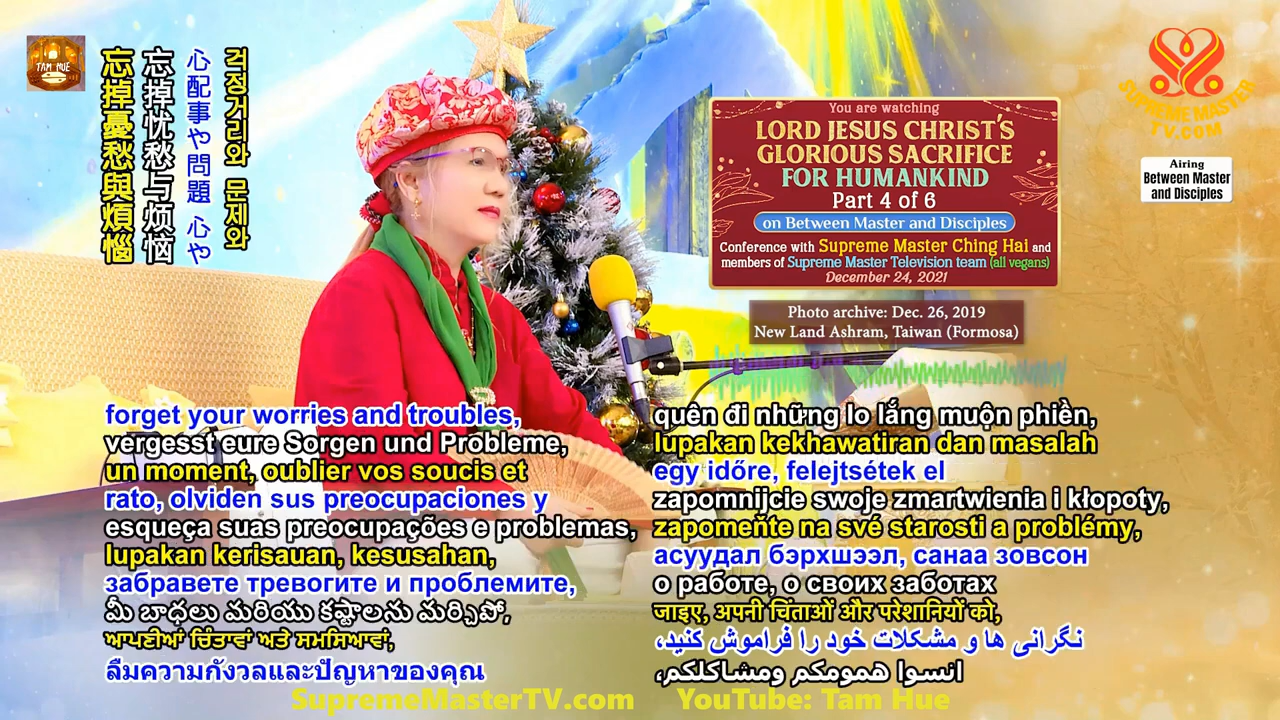 TAM HUE
忘掉憂愁與煩惱
忘掉忧愁与烦恼
心配事や問題 心や
걱정거리와 문제와
SUPREME MASTER
TV.COM
Airing
Between Master
and Disciples
You are watching
LORD JESUS CHRIST'S
GLORIOUS SACRIFICE
FOR HUMANKIND
Part 4 of 6
on Between Master and Disciples
Conference with Supreme Master Ching Hai and
members of Supreme Master Television team (all vegans)
December 24, 2021
Photo archive: Dec. 26, 2019
New Land Ashram, Taiwan (Formosa)
forget your worries and troubles,
vergesst eure Sorgen und Probleme,
un moment, oublier vos soucis et
rato, olviden sus preocupaciones y
esqueça suas preocupações e problemas,
lupakan kerisauan, kesusahan,
забравете тревогите и проблемите,
మీ బాధలు మరియు కష్టాలను మర్చిపో,
ਆਪਣੀਆਂ ਚਿੰਤਾਵਾਂ ਅਤੇ ਸਮਸਿਆਵਾਂ,
ลืมความกังวลและปัญหาของคุณ
quên đi những lo lắng muộn phiền,
lupakan kekhawatiran dan masalah
egy időre, felejtsétek el
zapomnijcie swoje zmartwienia i kłopoty,
zapomeňte na své starosti a problémy,
асуудал бэрхшээл, санаа зовсон
о работе, о своих заботах
जाइए, अपनी चिंताओं और परेशानियों को,
نگرانی ها و مشکلات خود را فراموش کنید،
انسوا همومكم ومشاكلكم،
SupremeMasterTV.com
YouTube: Tam Hue